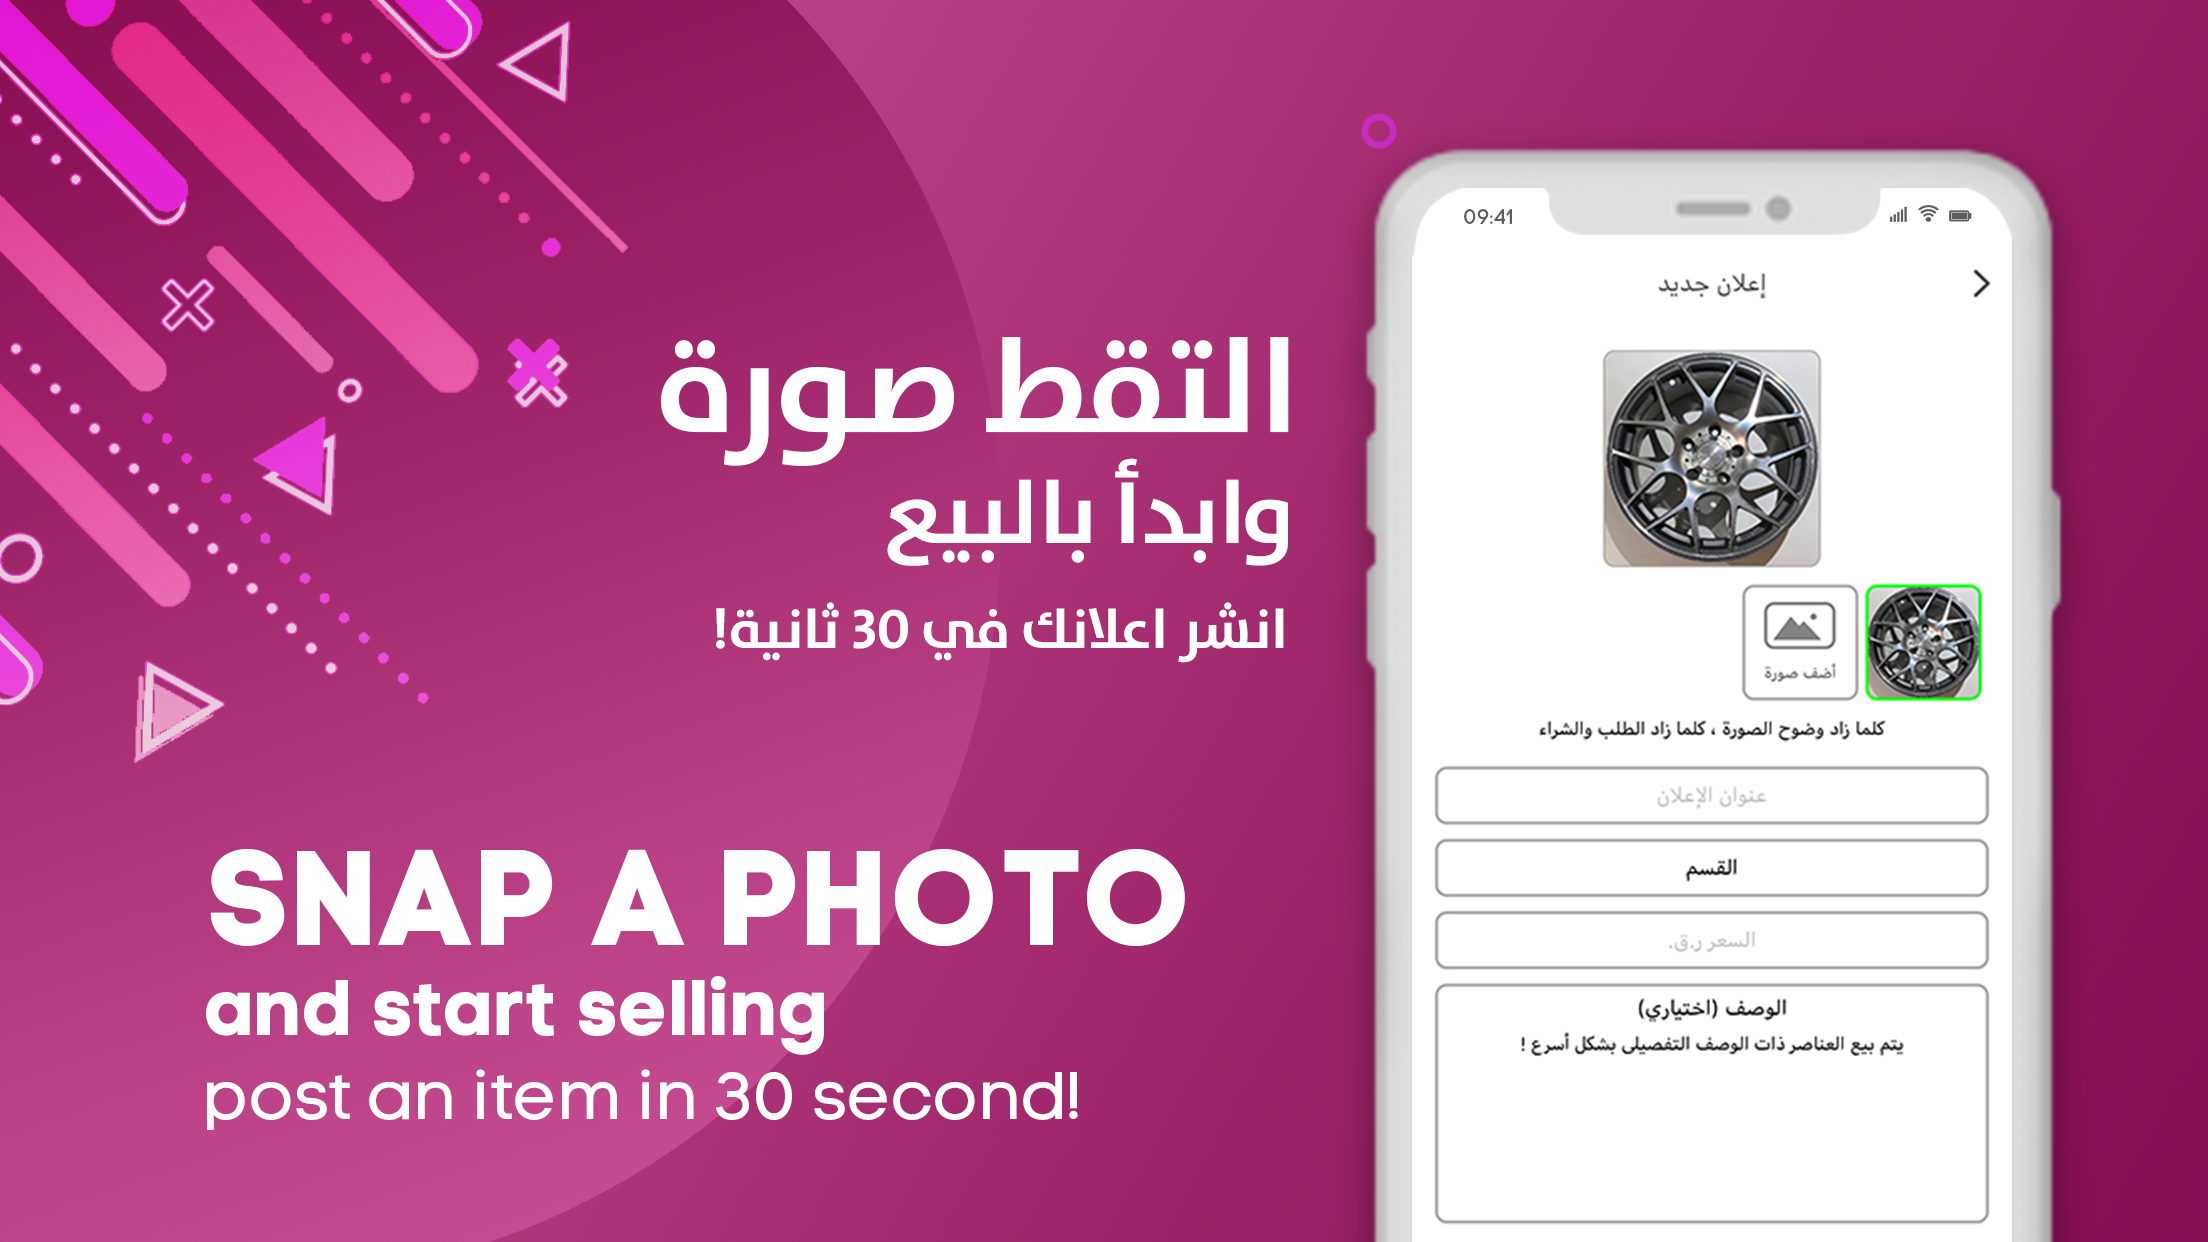 التقط صورة
وابدأ بالبيع
انشر اعلانك في 30 ثانية!
SNAP A PHOTO
and start selling
post an item in 30 second!
09:41
إعلان جديد
أضف صورة
كلما زاد وضوح الصورة ، كلما زاد الطلب والشراء
عنوان الإعلان
القسم
السعر ر.ق.
الوصف (اختياري)
يتم بيع العناصر ذات الوصف التفصيلى بشكل أسرع !